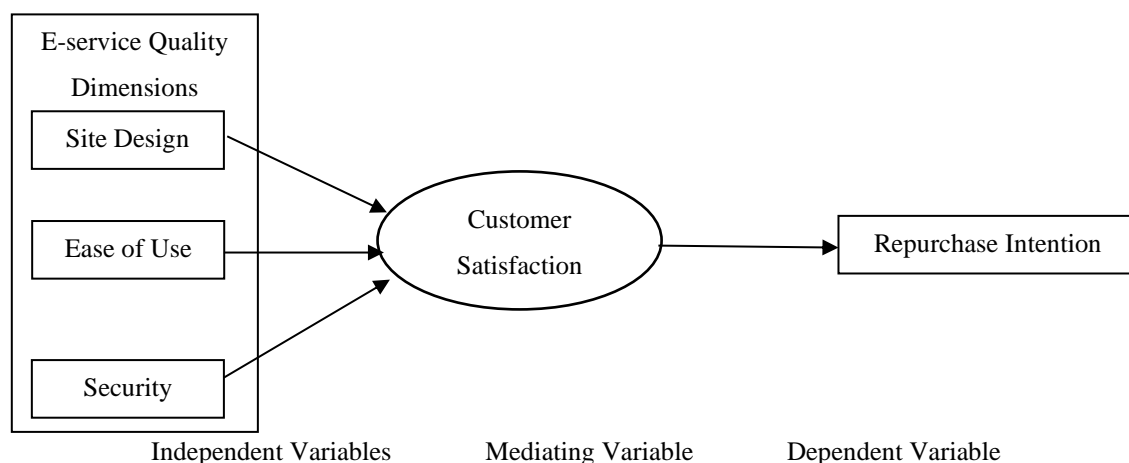 E-service Quality
Dimensions
Site Design
Ease of Use
Security
Customer
Satisfaction
Repurchase Intention
Independent Variables
Mediating Variable
Dependent Variable